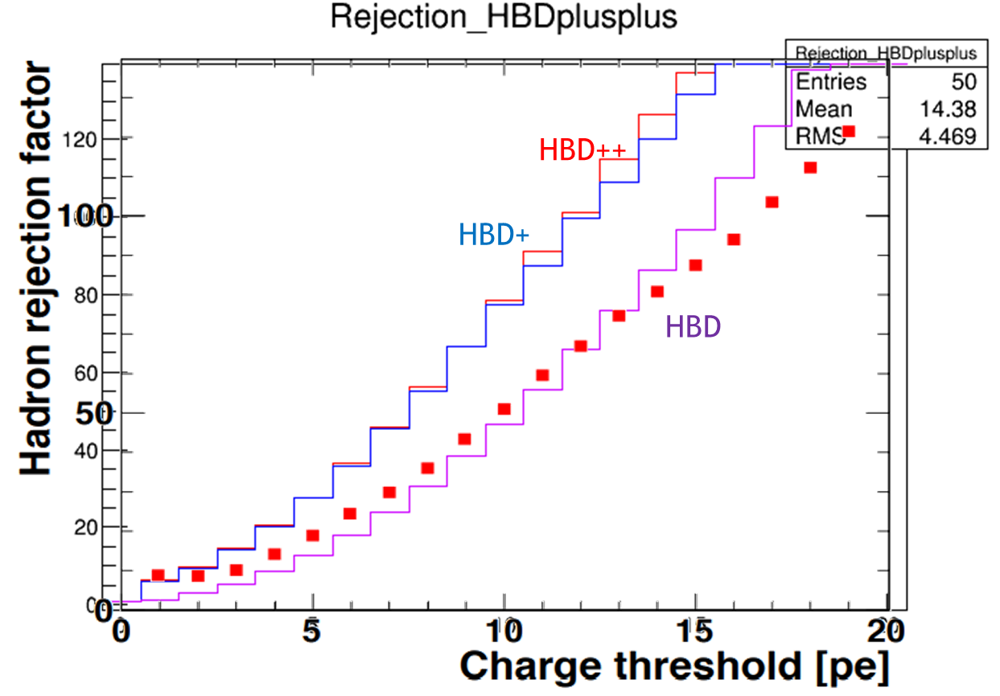 Rejection_HBDplusplus
Rejection_HBDplusplus
Entries 50
Mean 14.38
RMS 4.469
Hadron rejection factor
120
100
80
60
50
40
20
0
0
HBD++
HBD+
HBD
0 5 10 15 20
Charge threshold [pe]